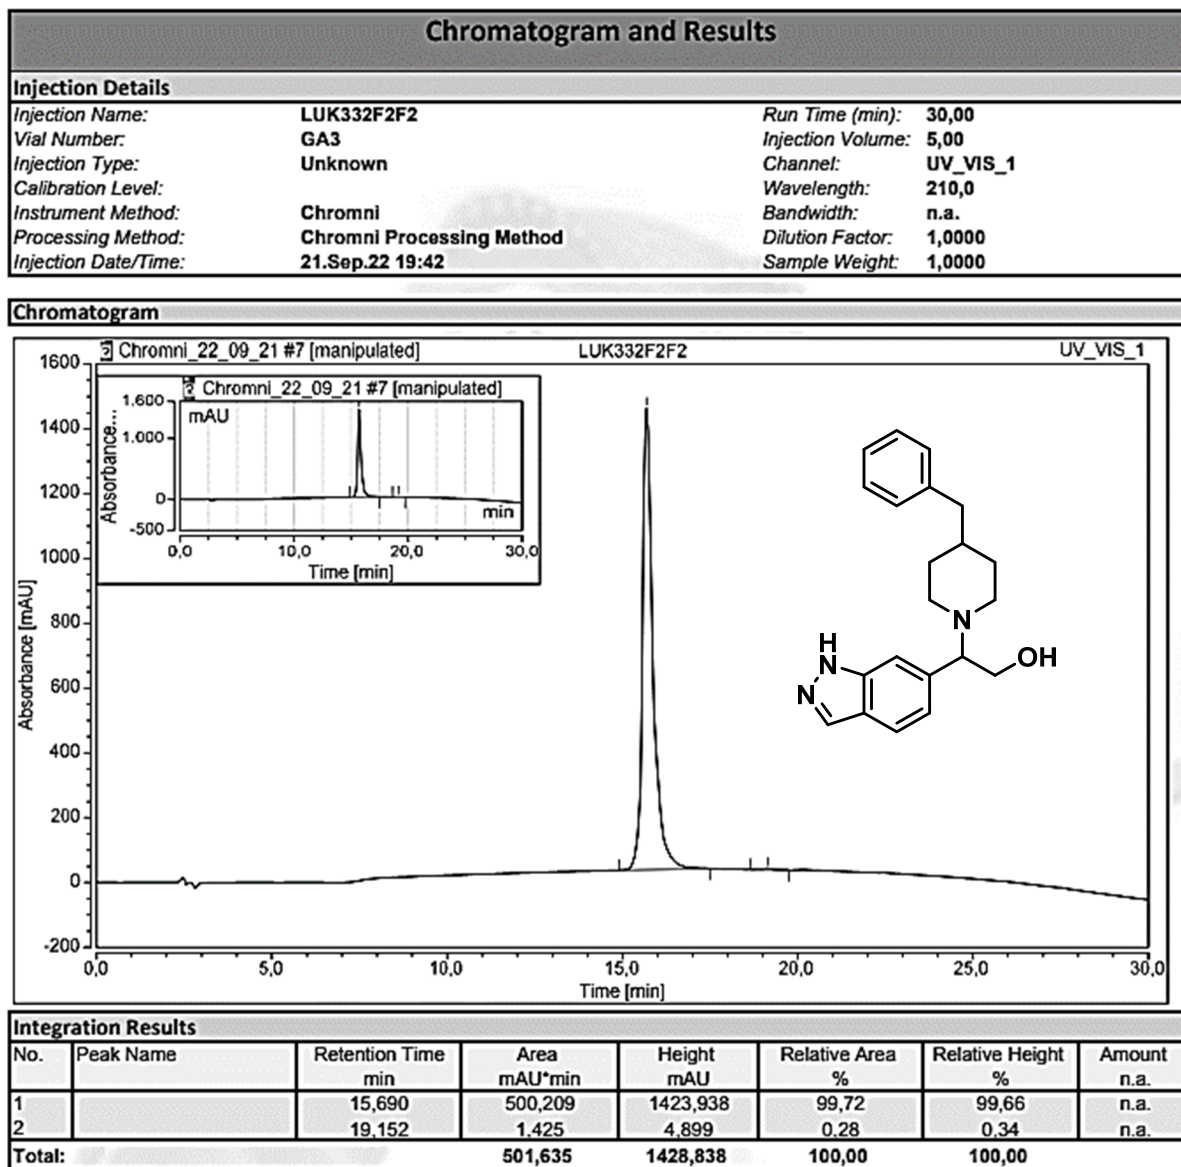 Chromatogram and Results
Injection Details
Injection Name: LUK332F2F2 Run Time (min): 30,00
Vial Number: GA3 Injection Volume: 5,00
Injection Type: Unknown Channel: UV_VIS_1
Calibration Level: Wavelength: 210,0
Instrument Method: Chromni Bandwidth: n.a.
Processing Method: Chromni Processing Method Dilution Factor: 1,0000
Injection Date/Time: 21.Sep.22 19:42 Sample Weight: 1,0000
Chromatogram
Chromni_22_09_21 #7 [manipulated] LUK332F2F2 UV_VIS_1
1600
1400
1200
1000
800
600
400
200
0
-200
Absorbance [mAU]
0,0 5,0 10,0 15,0 20,0 25,0 30,0
Time [min]
Chromni_22_09_21 #7 [manipulated]
1.600
1.000
0
-500
Absorbance...
mAU
min
0,0 10,0 20,0 30,0
Time [min]
N
OH
H
N
N
Integration Results
No. Peak Name Retention Time Area Height Relative Area Relative Height Amount
min mAU*min mAU % % n.a.
1 15,690 500,209 1423,938 99,72 99,66 n.a.
2 19,152 1,425 4,899 0,28 0,34 n.a.
Total: 501,635 1428,838 100,00 100,00